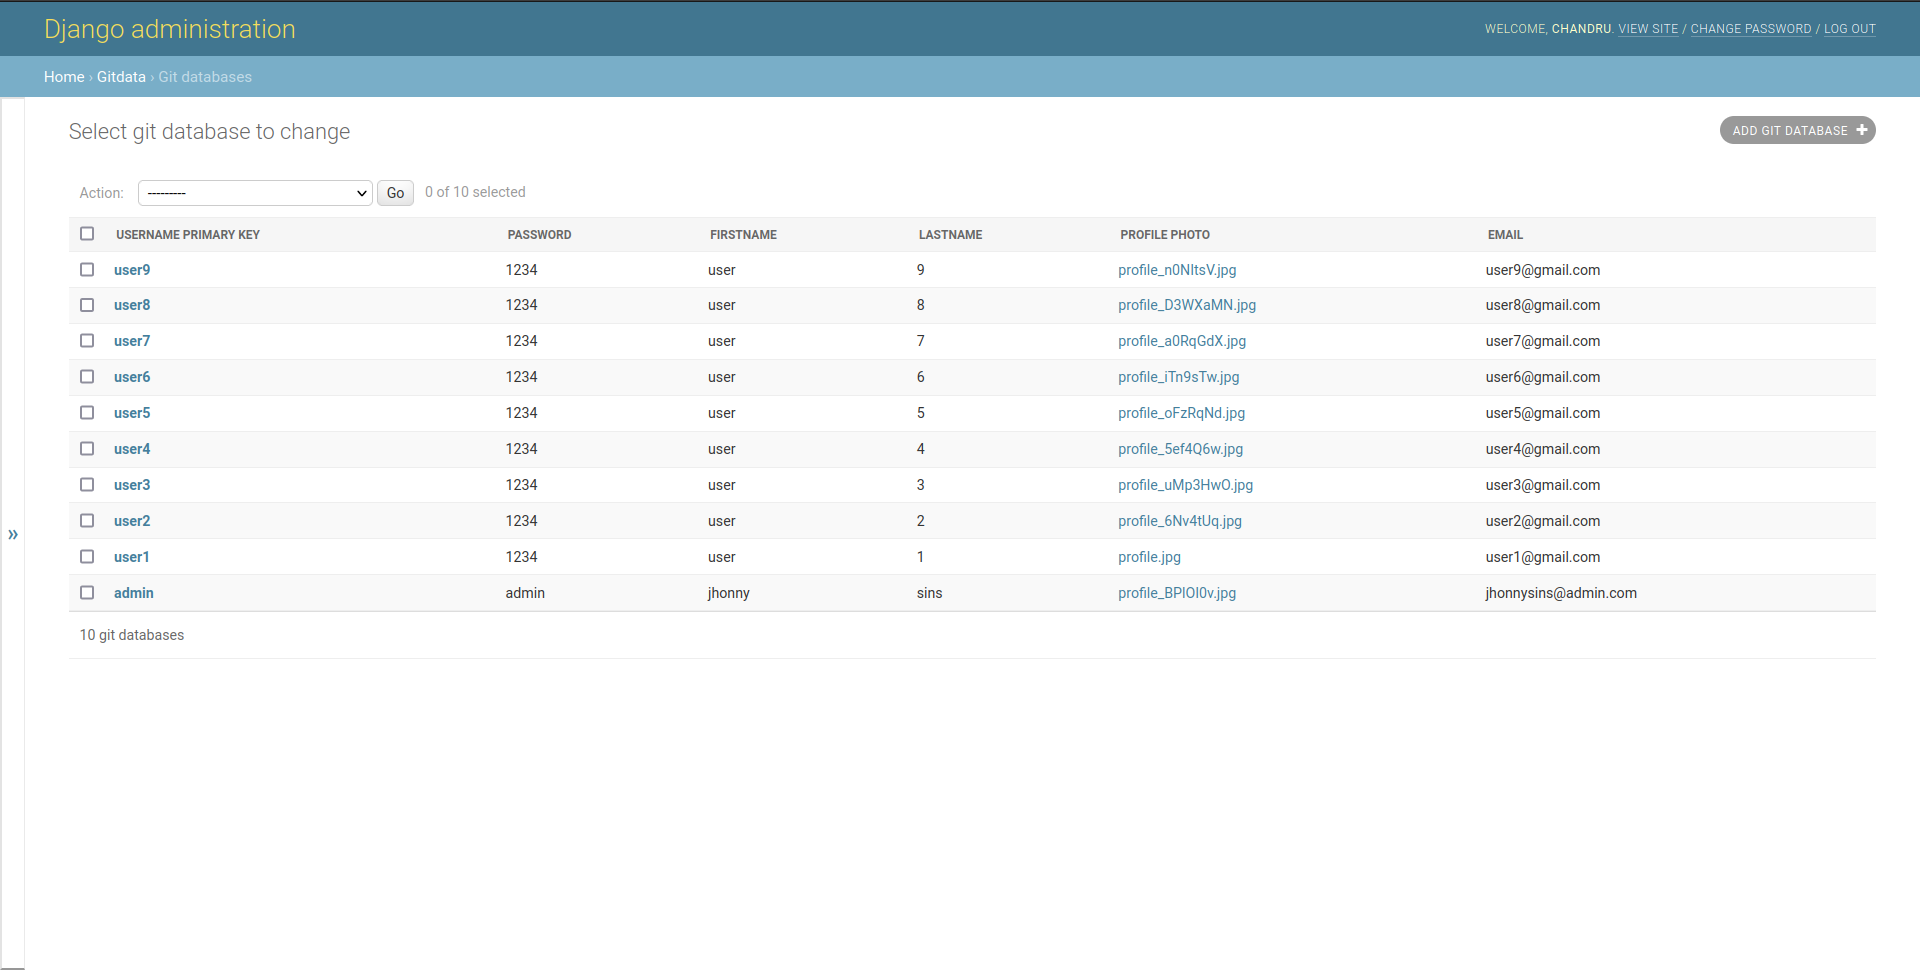 Django administration
WELCOME, CHANDRU. VIEW SITE / CHANGE PASSWORD / LOG OUT
Home › Gitdata › Git databases
Select git database to change
ADD GIT DATABASE +
Action: --------- Go 0 of 10 selected
USERNAME PRIMARY KEY PASSWORD FIRSTNAME LASTNAME PROFILE PHOTO EMAIL
user9 1234 user 9 profile_n0NItsV.jpg user9@gmail.com
user8 1234 user 8 profile_D3WXaMN.jpg user8@gmail.com
user7 1234 user 7 profile_a0RqGdX.jpg user7@gmail.com
user6 1234 user 6 profile_iTn9sTw.jpg user6@gmail.com
user5 1234 user 5 profile_oFzRqNd.jpg user5@gmail.com
user4 1234 user 4 profile_5ef4Q6w.jpg user4@gmail.com
user3 1234 user 3 profile_uMp3HwO.jpg user3@gmail.com
user2 1234 user 2 profile_6Nv4tUq.jpg user2@gmail.com
user1 1234 user 1 profile.jpg user1@gmail.com
admin admin jhonny sins profile_BPIOI0v.jpg jhonnysins@admin.com
»
10 git databases